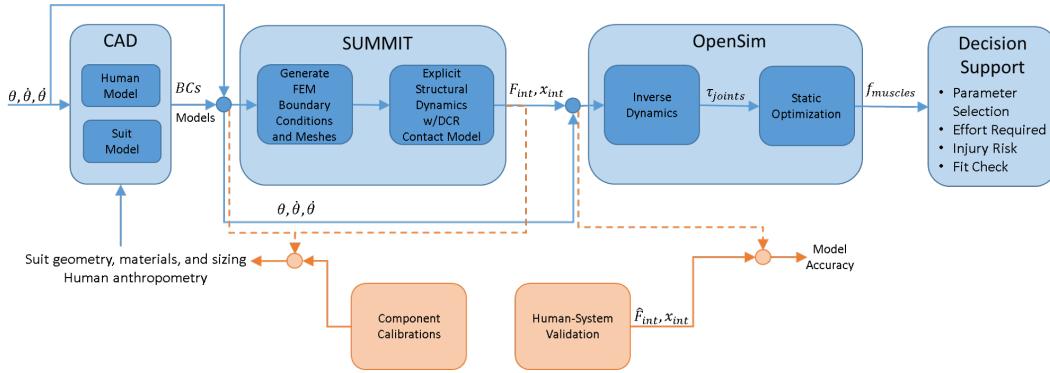 CAD
Human
Model
Suit
Model
θ, θ̇, θ̇
BCs
Models
SUMMIT
Generate
FEM
Boundary
Conditions
and Meshes
Explicit
Structural
Dynamics
w/DCR
Contact Model
F_int, x_int
OpenSim
Inverse
Dynamics
τ_joints
Static
Optimization
f_muscles
Decision
Support
• Parameter
Selection
• Effort Required
• Injury Risk
• Fit Check
θ, θ̇, θ̇
Suit geometry, materials, and sizing
Human anthropometry
Component
Calibrations
Human-System
Validation
F̂_int, x_int
Model
Accuracy